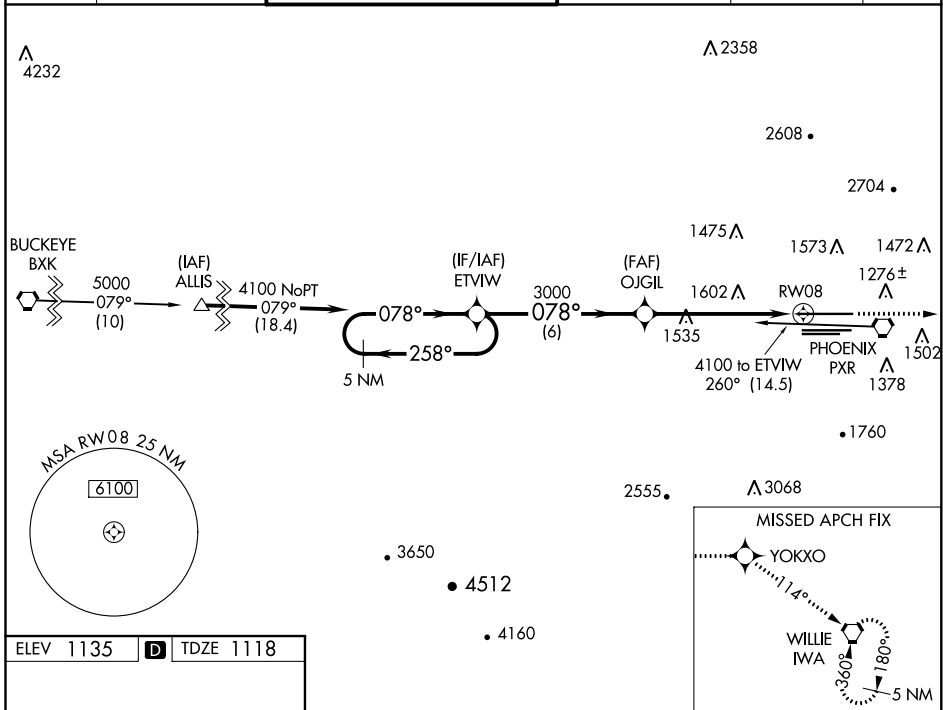 4232
2358
2608
2704
BUCKEYE
BXK
5000
079°
(10)
(IAF)
ALLIS
4100 NoPT
079°
(18.4)
078°
258°
5 NM
(IF/IAF)
ETVIW
3000
078°
(6)
(FAF)
OJGIL
1475
1573
1472
1276±
1602
RW08
1535
4100 to ETVIW
260° (14.5)
PHOENIX
PXR
1502
1378
1760
MSA RW08 25 NM
6100
2555
3068
3650
4512
4160
MISSED APCH FIX
YOKXO
114°
WILLIE
IWA
360°
180°
5 NM
ELEV 1135 D TDZE 1118